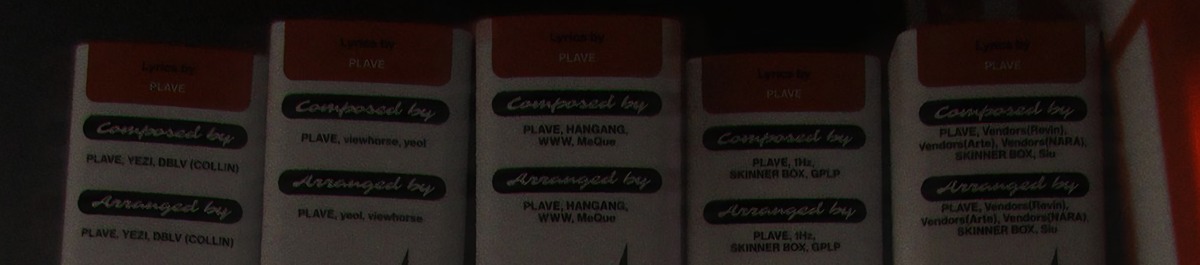 Lyrics by
PLAVE
Composed by
PLAVE, YEZI, DBLV (COLLIN)
Arranged by
PLAVE, YEZI, DBLV (COLLIN)
Lyrics by
PLAVE
Composed by
PLAVE, viewhorse, yeol
Arranged by
PLAVE, yeol, viewhorse
Lyrics by
PLAVE
Composed by
PLAVE, HANGANG,
WWW, MeQue
Arranged by
PLAVE, HANGANG,
WWW, MeQue
Lyrics by
PLAVE
Composed by
PLAVE, 1Hz,
SKINNER BOX, GPLP
Arranged by
PLAVE, 1Hz,
SKINNER BOX, GPLP
Lyrics by
PLAVE
Composed by
PLAVE, Vendors(Revin),
Vendors(Arte), Vendors(NARA),
SKINNER BOX, Siu
Arranged by
PLAVE, Vendors(Revin),
Vendors(Arte), Vendors(NARA)
SKINNER BOX, Siu